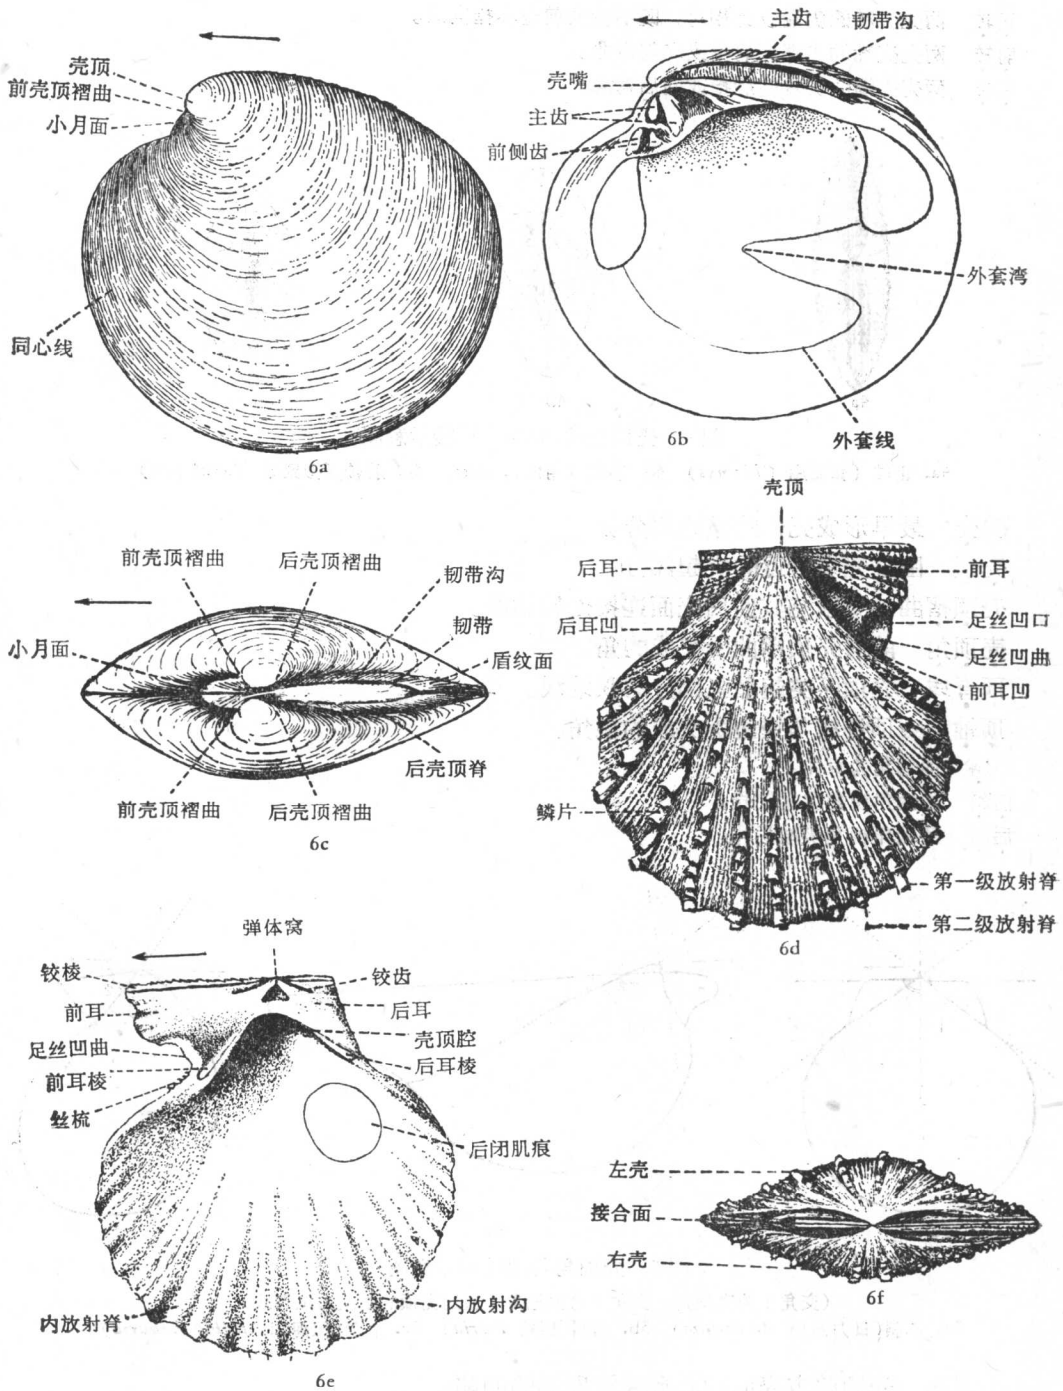 壳顶
前壳顶褶曲
小月面
同心线
6a
主齿
韧带沟
壳嘴
主齿
前侧齿
外套湾
外套线
6b
前壳顶褶曲
后壳顶褶曲
韧带沟
韧带
盾纹面
小月面
后壳顶脊
前壳顶褶曲
后壳顶褶曲
6c
壳顶
后耳
前耳
后耳凹
足丝凹口
足丝凹曲
前耳凹
鳞片
第一级放射脊
第二级放射脊
6d
弹体窝
铰棱
铰齿
前耳
后耳
足丝凹曲
壳顶腔
前耳棱
后耳棱
丝梳
后闭肌痕
内放射脊
内放射沟
6e
左壳
接合面
右壳
6f